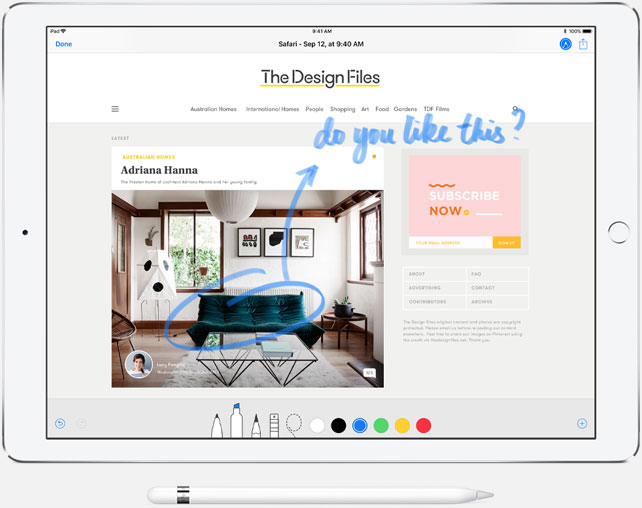 iPad
9:41 AM
100%
Done
Safari - Sep 12, at 9:40 AM
The Design Files
Australian Homes International Homes People Shopping Art Food Gardens TDF Films
do you like this?
LATEST
AUSTRALIAN HOMES
Adriana Hanna
The Preston home of architect Adriana Hanna and her young family.
SUBSCRIBE
NOW
YOUR EMAIL ADDRESS
SIGN UP
ABOUT FAQ
ADVERTISING CONTACT
CONTRIBUTORS ARCHIVE
The Design Files original content and photos are copyright
protected. Please email us before re-posting our content
elsewhere. Feel free to share our images on Pinterest using
the credit via thedesignfiles.net. Thank you.
Lucy Feagins